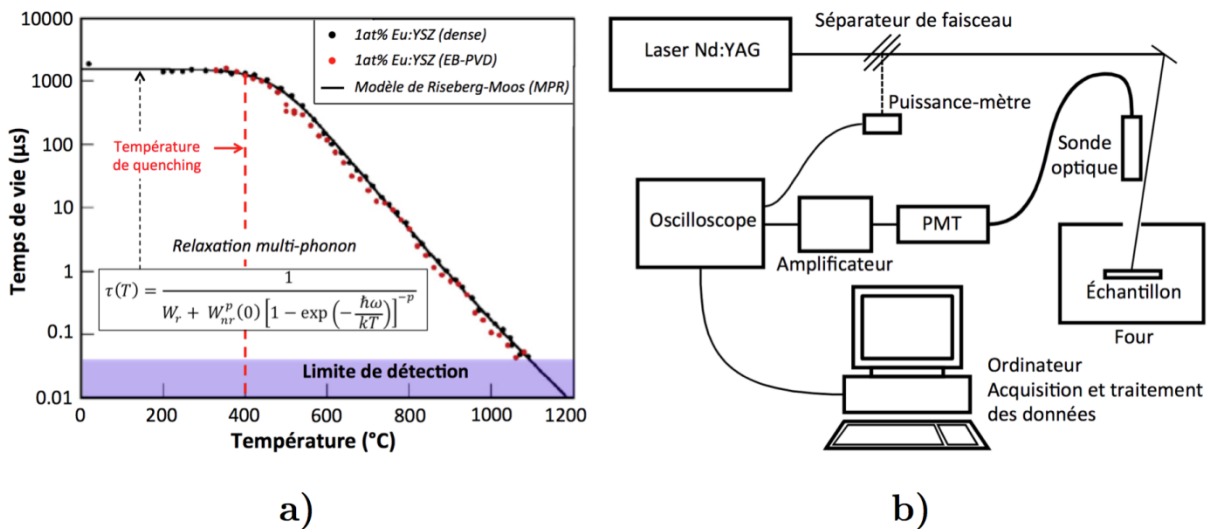 10000
1000
100
10
1
0.1
0.01
Temps de vie (µs)
1at% Eu:YSZ (dense)
1at% Eu:YSZ (EB-PVD)
Modèle de Riseberg-Moos (MPR)
Température
de quenching
Relaxation multi-phonon
τ(T) = 1 / (W_r + W_nr^p(0) [1 − exp (−ħω/kT)]^−p)
Limite de détection
0 200 400 600 800 1000 1200
Température (°C)
a)
Séparateur de faisceau
Laser Nd:YAG
Puissance-mètre
Sonde
optique
Oscilloscope
Amplificateur
PMT
Échantillon
Four
Ordinateur
Acquisition et traitement
des données
b)